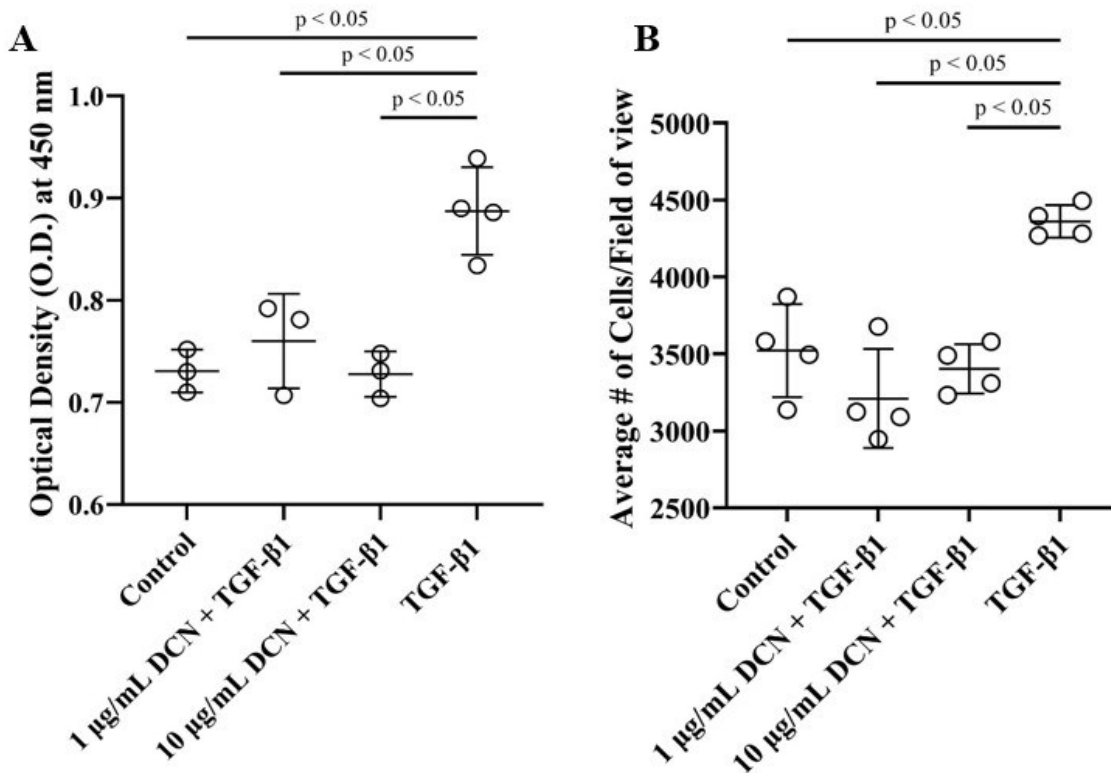 A
p < 0.05
p < 0.05
p < 0.05
Optical Density (O.D.) at 450 nm
1.0
0.9
0.8
0.7
0.6
Control
1 µg/mL DCN + TGF-β1
10 µg/mL DCN + TGF-β1
TGF-β1
B
p < 0.05
p < 0.05
p < 0.05
Average # of Cells/Field of view
5000
4500
4000
3500
3000
2500
Control
1 µg/mL DCN + TGF-β1
10 µg/mL DCN + TGF-β1
TGF-β1